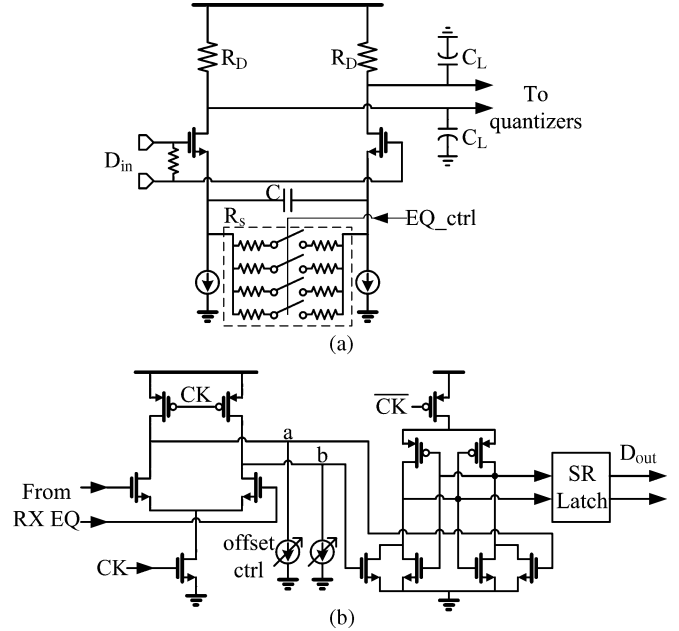 R_D
R_D
C_L
To
quantizers
C_L
D_in
C
R_s
EQ_ctrl
(a)
CK
C̅K̅
a
b
D_out
SR
Latch
From
RX EQ
offset
ctrl
CK
(b)